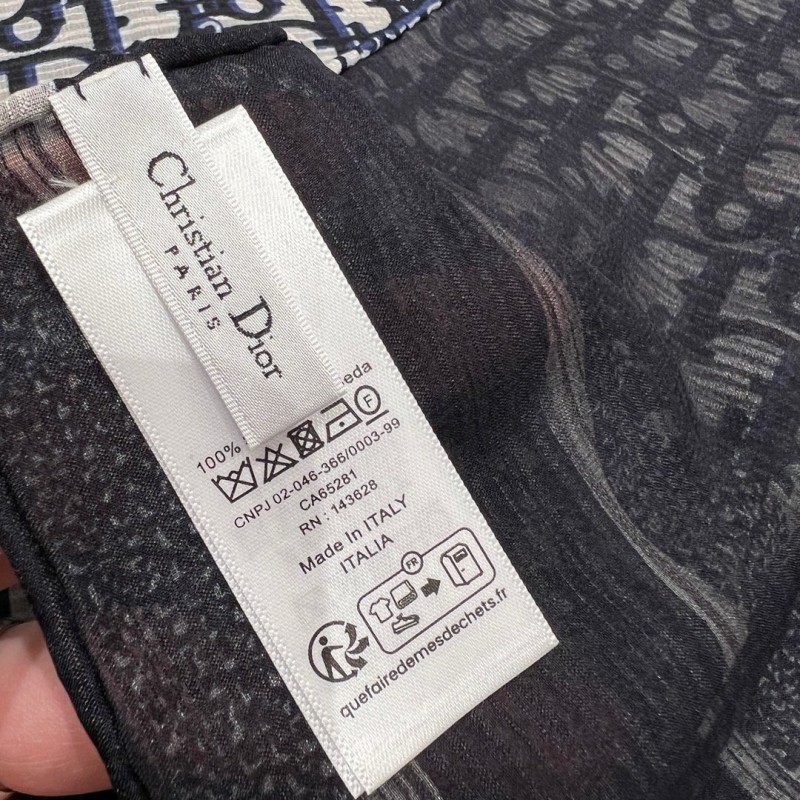 Christian Dior
PARIS
100%
F
CNPJ 02-046-366/0003-99
CA65281
RN : 143628
Made In ITALY
ITALIA
FR
quefairedemesdechets.fr